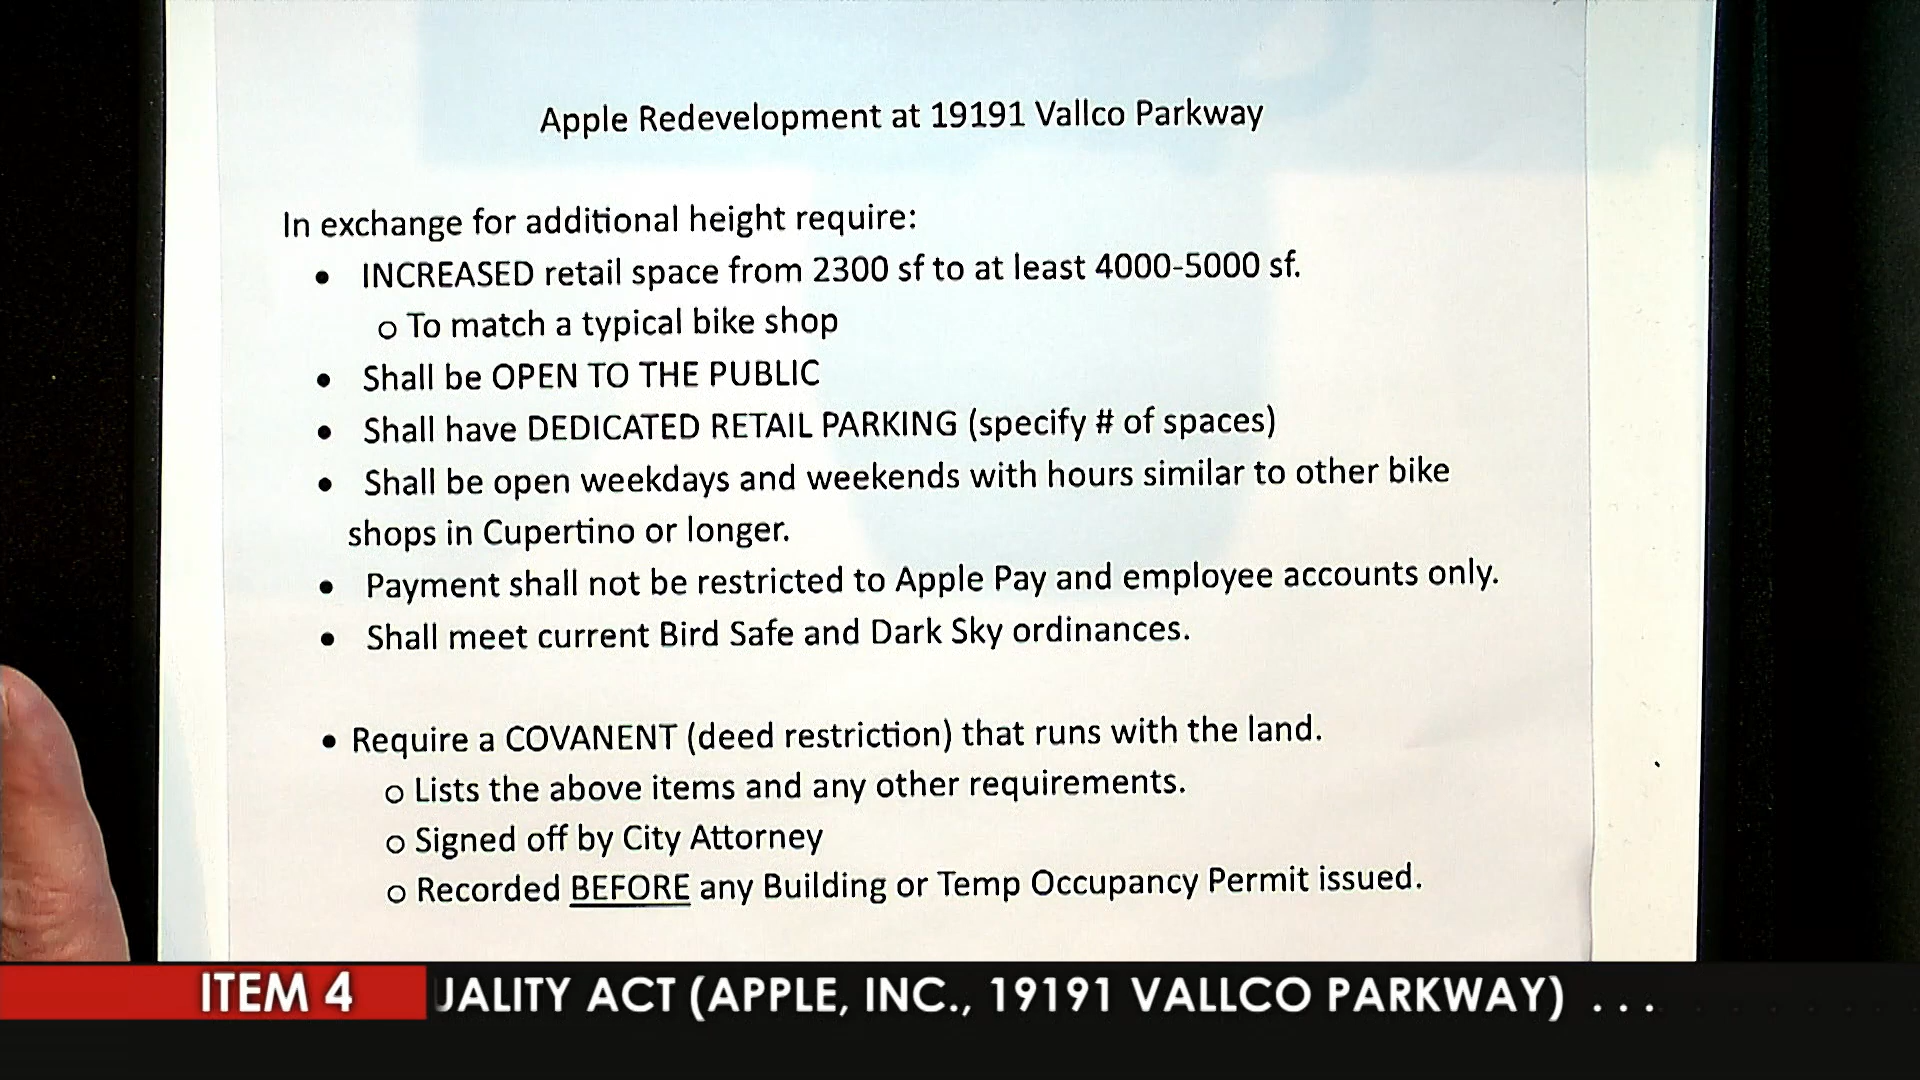 Apple Redevelopment at 19191 Vallco Parkway
In exchange for additional height require:
• INCREASED retail space from 2300 sf to at least 4000-5000 sf.
o To match a typical bike shop
• Shall be OPEN TO THE PUBLIC
• Shall have DEDICATED RETAIL PARKING (specify # of spaces)
• Shall be open weekdays and weekends with hours similar to other bike
shops in Cupertino or longer.
• Payment shall not be restricted to Apple Pay and employee accounts only.
• Shall meet current Bird Safe and Dark Sky ordinances.
• Require a COVANENT (deed restriction) that runs with the land.
o Lists the above items and any other requirements.
o Signed off by City Attorney
o Recorded BEFORE any Building or Temp Occupancy Permit issued.
ITEM 4 UALITY ACT (APPLE, INC., 19191 VALLCO PARKWAY) . . .